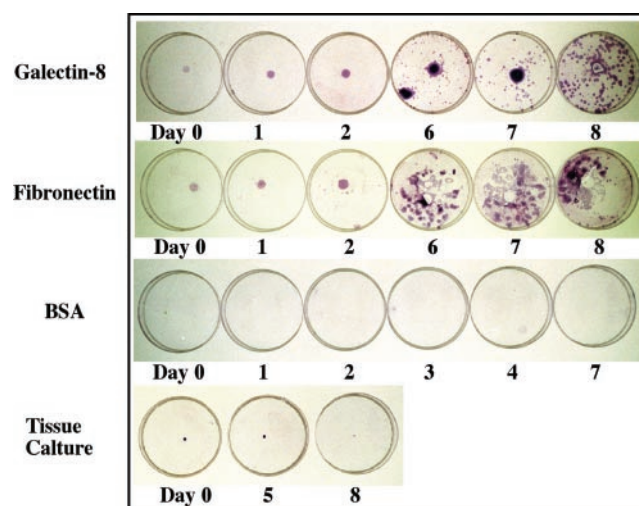 Galectin-8
Day 0 1 2 6 7 8
Fibronectin
Day 0 1 2 6 7 8
BSA
Day 0 1 2 3 4 7
Tissue
Calture
Day 0 5 8